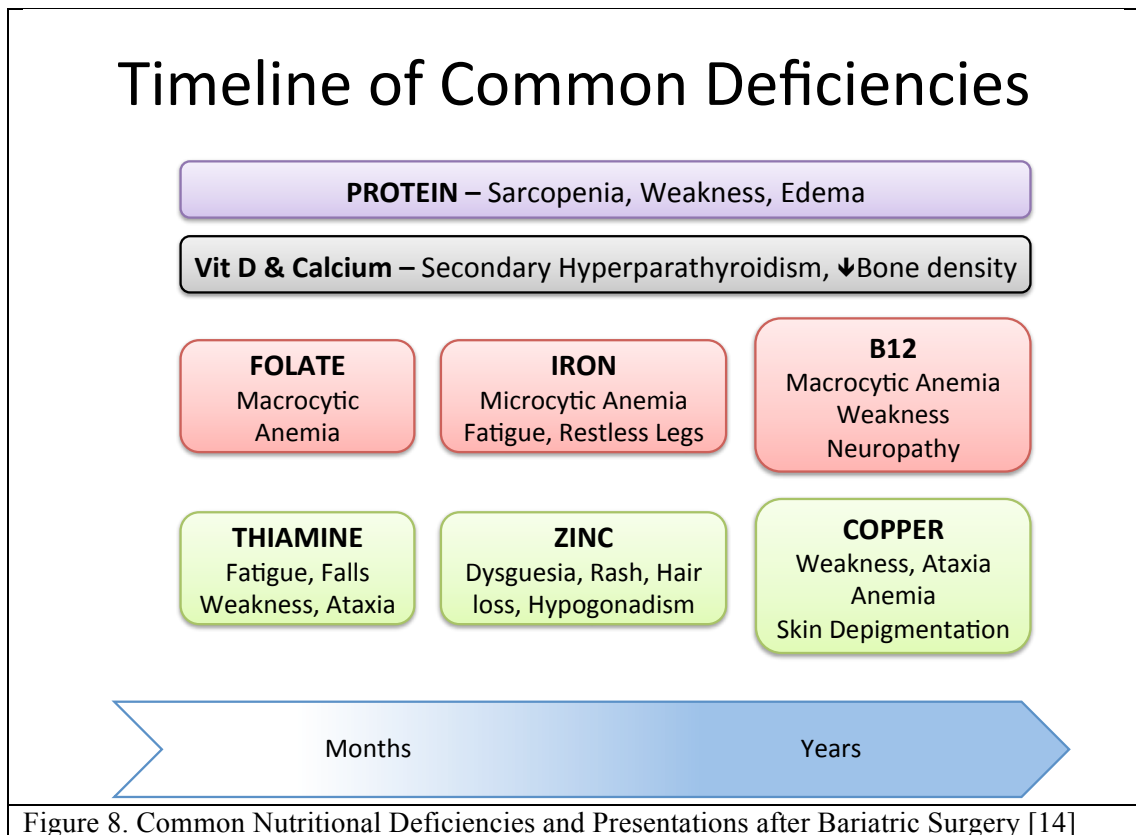 Timeline of Common Deficiencies
PROTEIN – Sarcopenia, Weakness, Edema
Vit D & Calcium – Secondary Hyperparathyroidism, ↓Bone density
FOLATE
Macrocytic
Anemia
IRON
Microcytic Anemia
Fatigue, Restless Legs
B12
Macrocytic Anemia
Weakness
Neuropathy
THIAMINE
Fatigue, Falls
Weakness, Ataxia
ZINC
Dysguesia, Rash, Hair
loss, Hypogonadism
COPPER
Weakness, Ataxia
Anemia
Skin Depigmentation
Months
Years
Figure 8. Common Nutritional Deficiencies and Presentations after Bariatric Surgery [14]